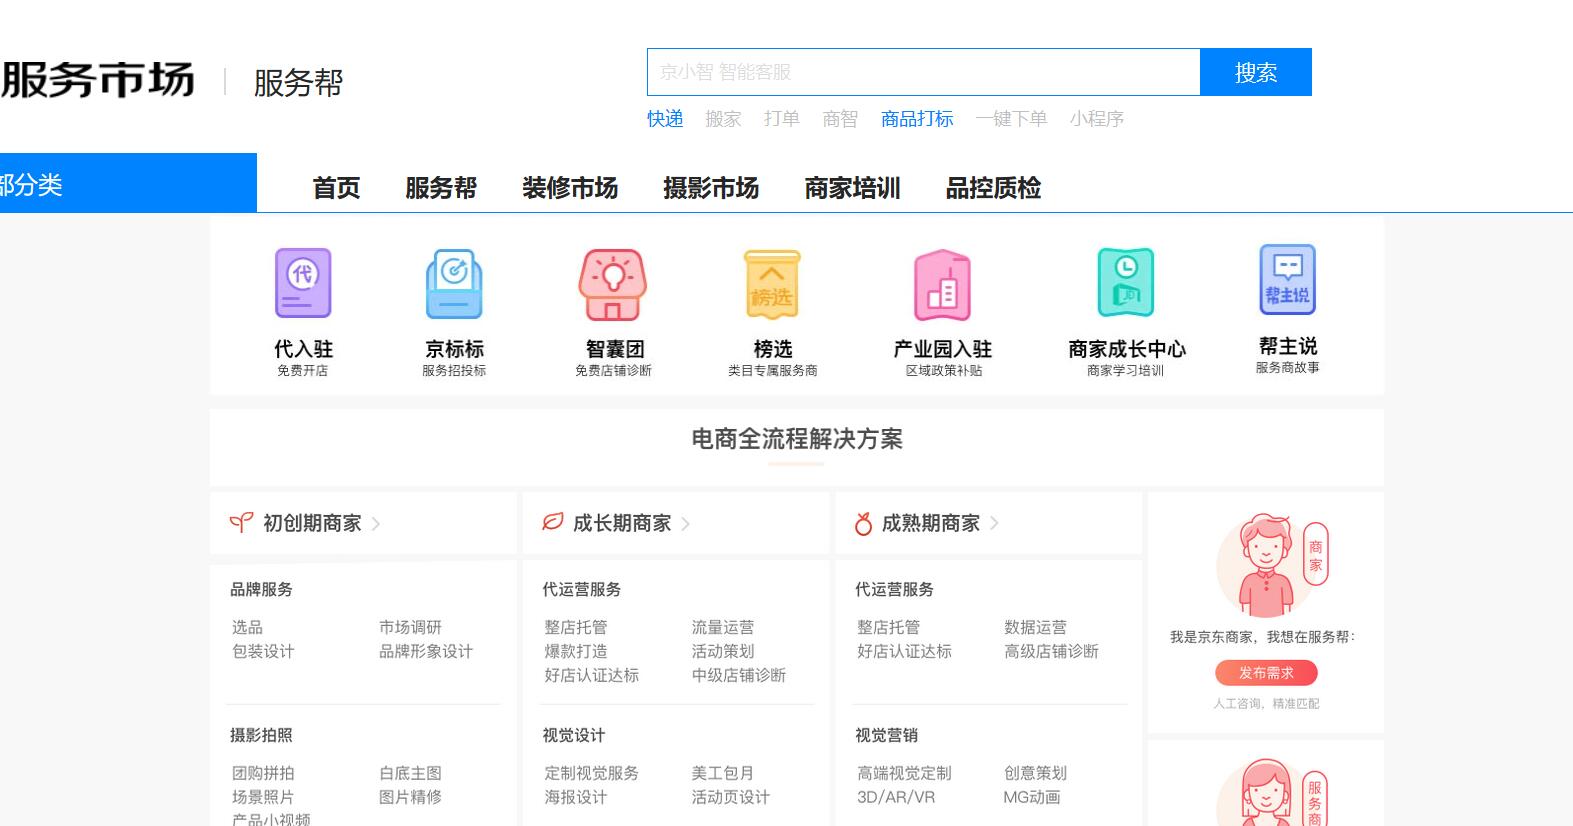 服务市场 服务帮
京小智 智能客服 搜索
快递 搬家 打单 商智 商品打标 一键下单 小程序
部分类 首页 服务帮 装修市场 摄影市场 商家培训 品控质检
代 榜选 JD 帮主说
代入驻 京标标 智囊团 榜选 产业园入驻 商家成长中心 帮主说
免费开店 服务招投标 免费店铺诊断 类目专属服务商 区域政策补贴 商家学习培训 服务商故事
电商全流程解决方案
初创期商家
品牌服务
选品 市场调研
包装设计 品牌形象设计
摄影拍照
团购拼拍 白底主图
场景照片 图片精修
产品小视频
成长期商家
代运营服务
整店托管 流量运营
爆款打造 活动策划
好店认证达标 中级店铺诊断
视觉设计
定制视觉服务 美工包月
海报设计 活动页设计
成熟期商家
代运营服务
整店托管 数据运营
好店认证达标 高级店铺诊断
视觉营销
高端视觉定制 创意策划
3D/AR/VR MG动画
商家
我是京东商家，我想在服务帮：
发布需求
人工咨询，精准匹配
服务商